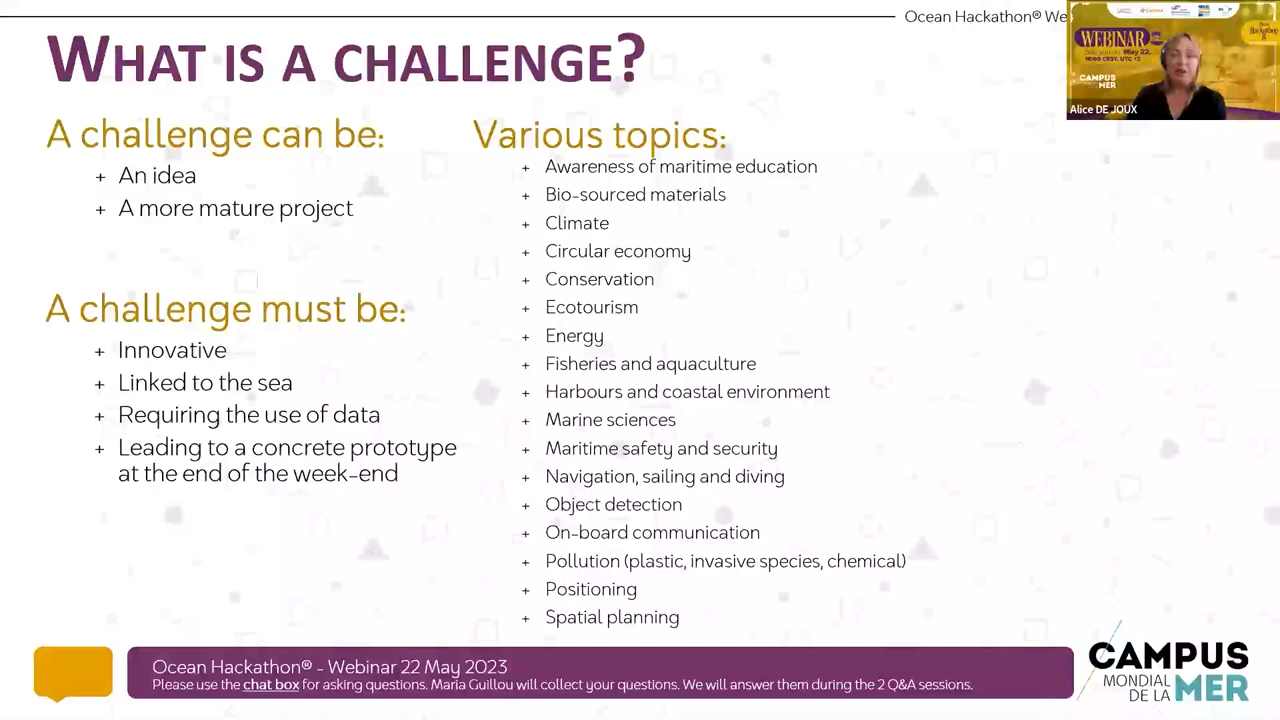 Ocean Hackathon® We
WHAT IS A CHALLENGE?
A challenge can be:
+ An idea
+ A more mature project
A challenge must be:
+ Innovative
+ Linked to the sea
+ Requiring the use of data
+ Leading to a concrete prototype
at the end of the week-end
Various topics:
+ Awareness of maritime education
+ Bio-sourced materials
+ Climate
+ Circular economy
+ Conservation
+ Ecotourism
+ Energy
+ Fisheries and aquaculture
+ Harbours and coastal environment
+ Marine sciences
+ Maritime safety and security
+ Navigation, sailing and diving
+ Object detection
+ On-board communication
+ Pollution (plastic, invasive species, chemical)
+ Positioning
+ Spatial planning
WEBINAR
May 22,
CAMPUS
MER
Alice DE JOUX
Ocean Hackathon® - Webinar 22 May 2023
Please use the chat box for asking questions. Maria Guillou will collect your questions. We will answer them during the 2 Q&A sessions.
CAMPUS
MONDIAL
DE LA MER